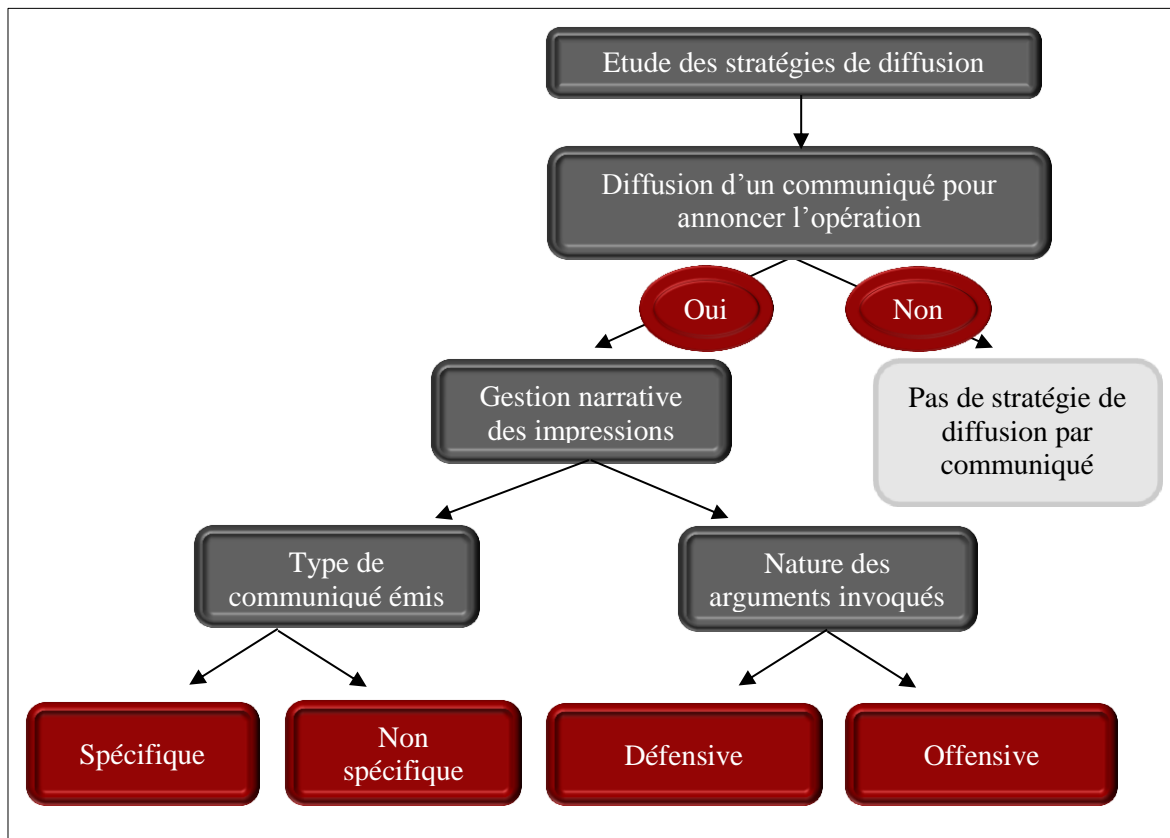 Etude des stratégies de diffusion
Diffusion d’un communiqué pour
annoncer l’opération
Oui
Non
Gestion narrative
des impressions
Pas de stratégie de
diffusion par
communiqué
Type de
communiqué émis
Nature des
arguments invoqués
Spécifique
Non
spécifique
Défensive
Offensive